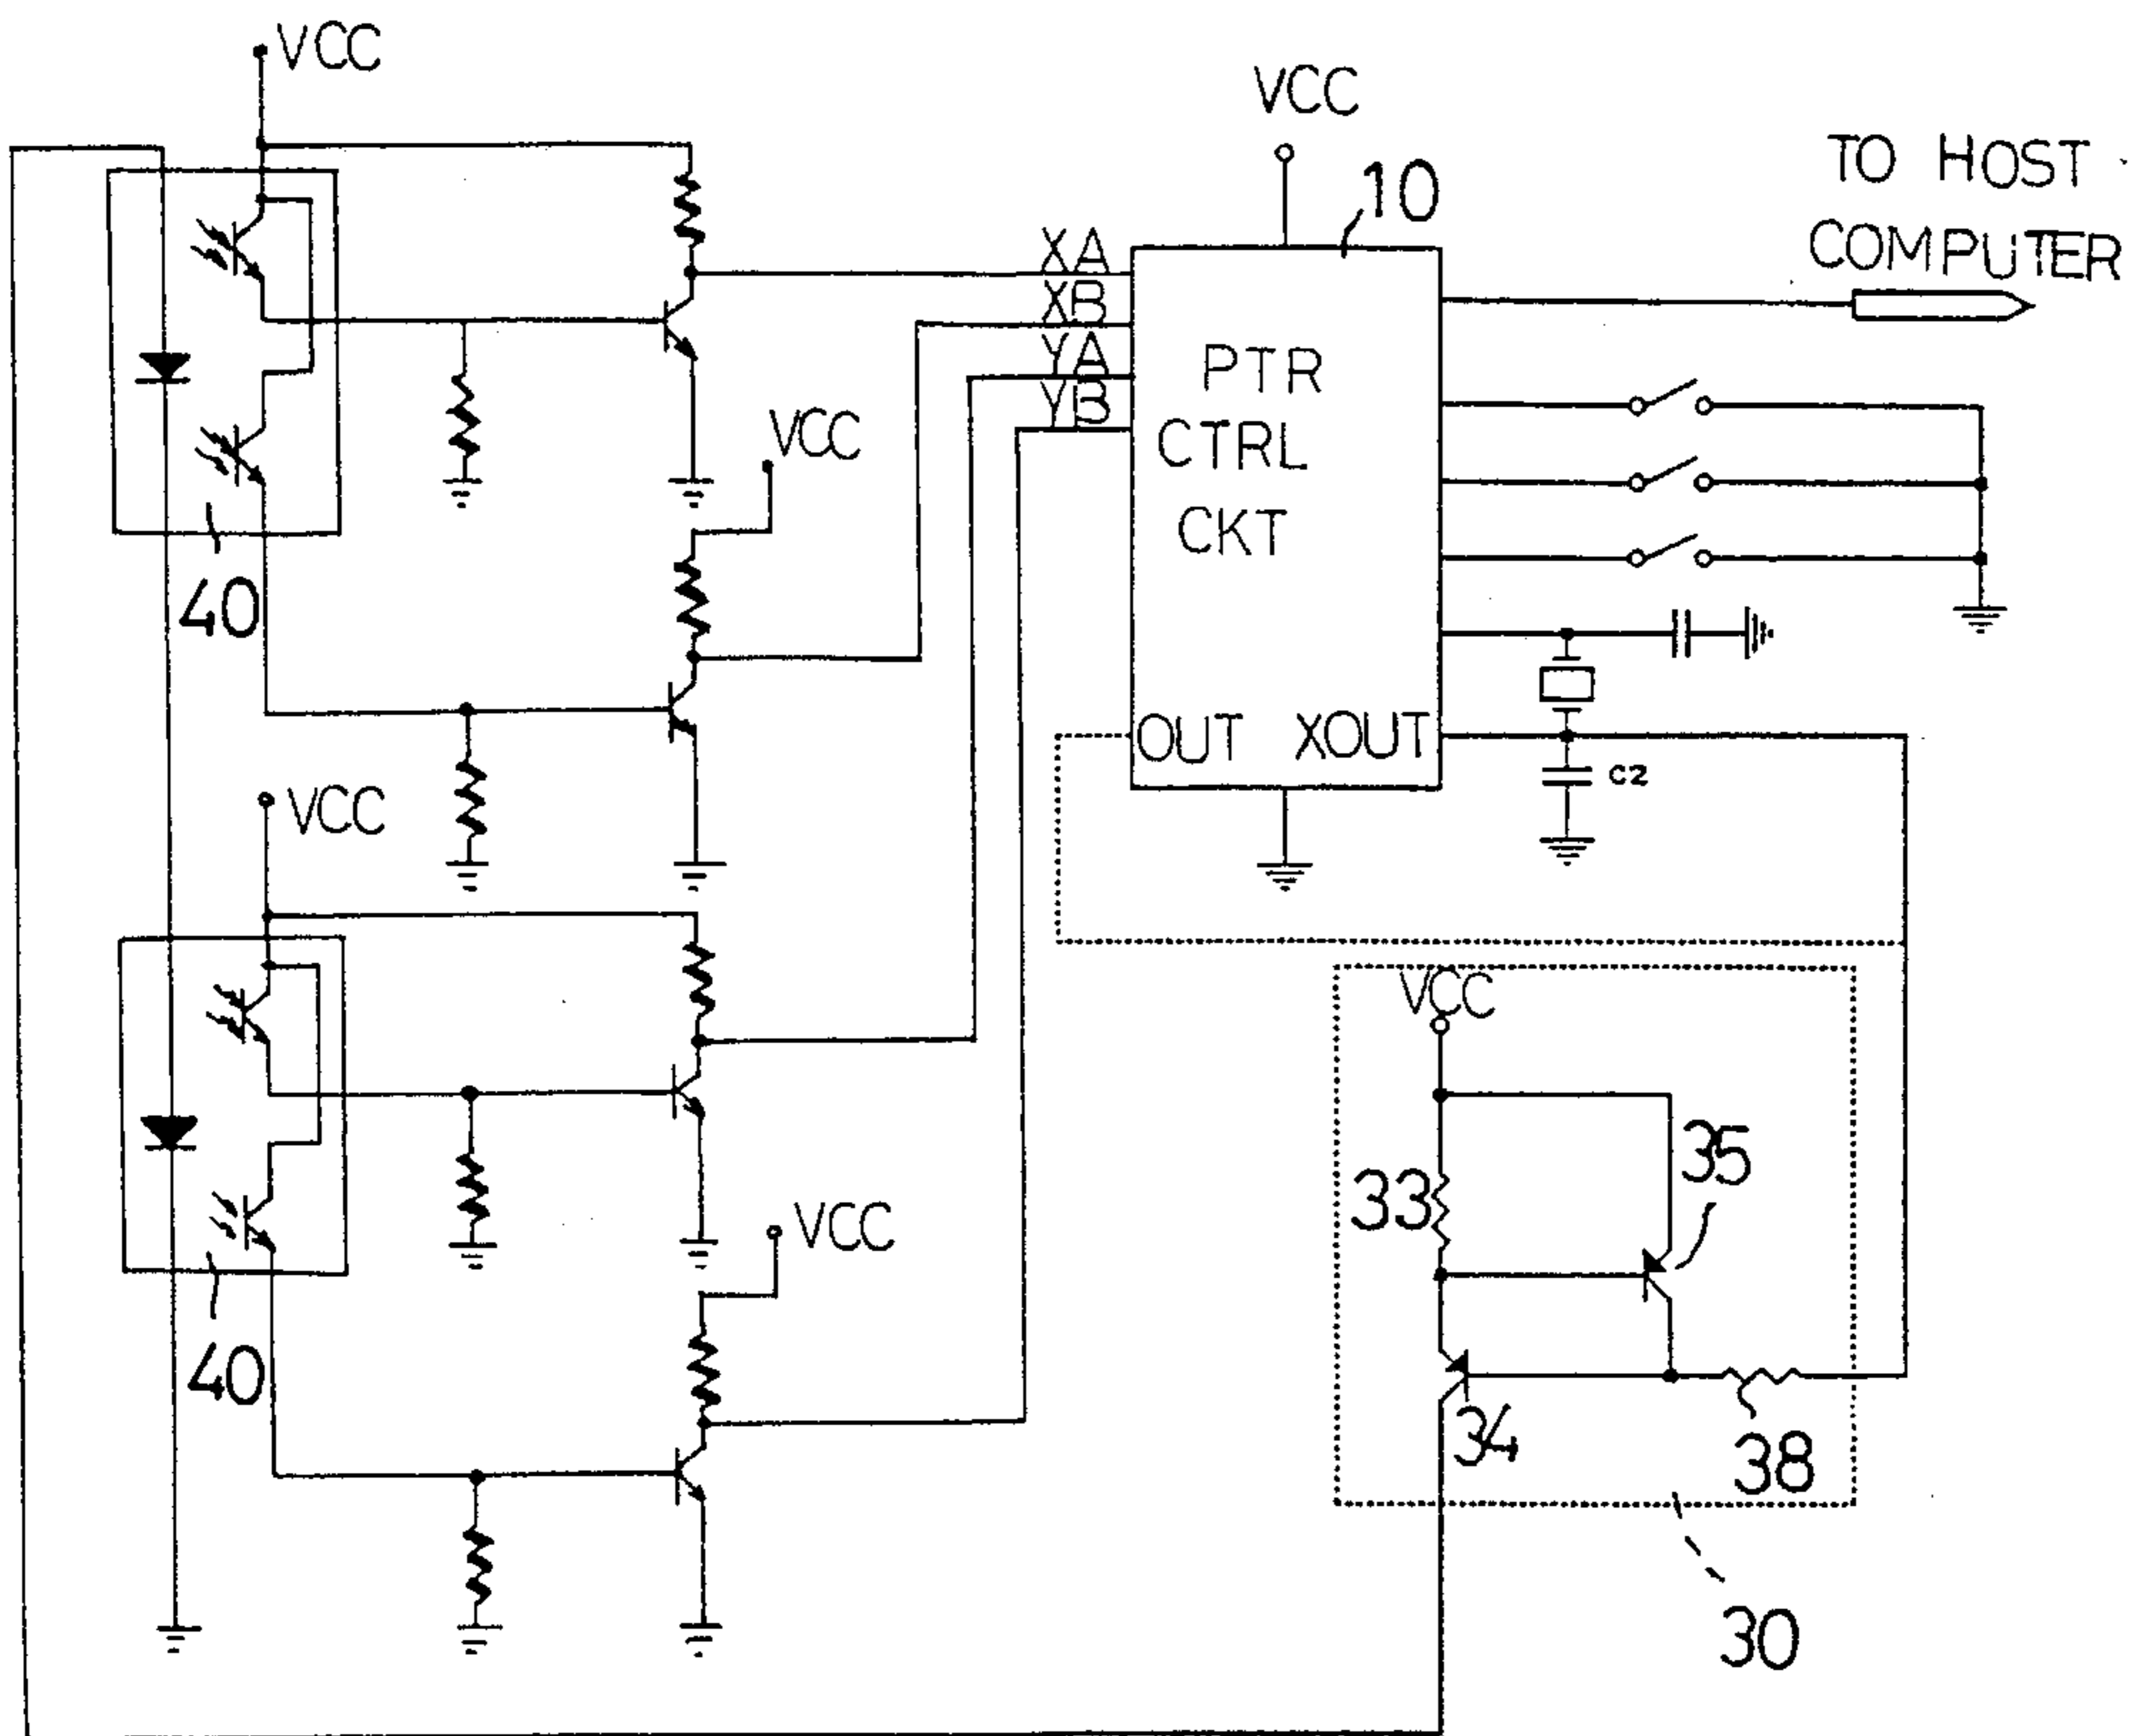 VCC
VCC
10
TO HOST
COMPUTER
XA
XB
YA
YB
PTR
CTRL
CKT
VCC
40
OUT XOUT
C2
VCC
VCC
35
33
VCC
40
34
38
30